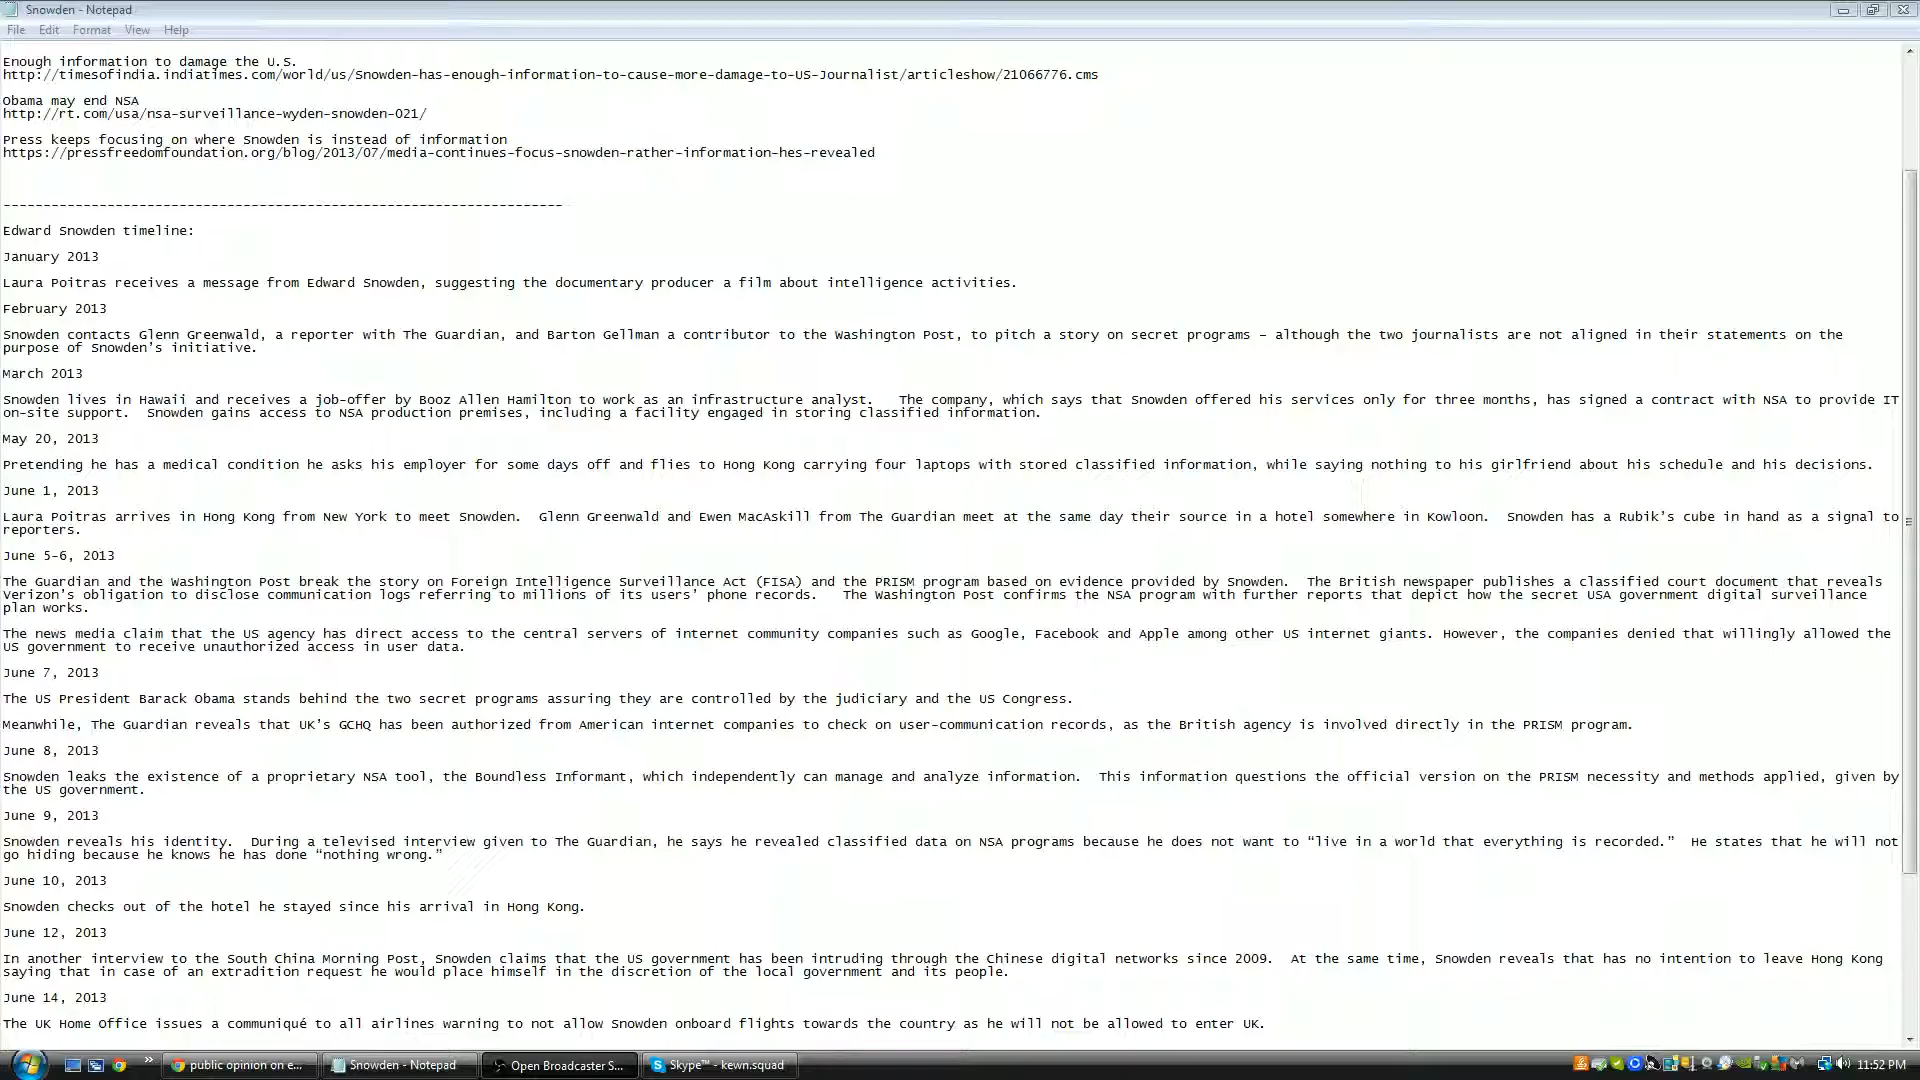 Snowden - Notepad
File Edit Format View Help
Enough information to damage the U.S.
http://timesofindia.indiatimes.com/world/us/Snowden-has-enough-information-to-cause-more-damage-to-US-Journalist/articleshow/21066776.cms
Obama may end NSA
http://rt.com/usa/nsa-surveillance-wyden-snowden-021/
Press keeps focusing on where Snowden is instead of information
https://pressfreedomfoundation.org/blog/2013/07/media-continues-focus-snowden-rather-information-hes-revealed
----------------------------------------------------------------------
Edward Snowden timeline:
January 2013
Laura Poitras receives a message from Edward Snowden, suggesting the documentary producer a film about intelligence activities.
February 2013
Snowden contacts Glenn Greenwald, a reporter with The Guardian, and Barton Gellman a contributor to the Washington Post, to pitch a story on secret programs – although the two journalists are not aligned in their statements on the
purpose of Snowden’s initiative.
March 2013
Snowden lives in Hawaii and receives a job-offer by Booz Allen Hamilton to work as an infrastructure analyst.   The company, which says that Snowden offered his services only for three months, has signed a contract with NSA to provide IT
on-site support.  Snowden gains access to NSA production premises, including a facility engaged in storing classified information.
May 20, 2013
Pretending he has a medical condition he asks his employer for some days off and flies to Hong Kong carrying four laptops with stored classified information, while saying nothing to his girlfriend about his schedule and his decisions.
June 1, 2013
Laura Poitras arrives in Hong Kong from New York to meet Snowden.  Glenn Greenwald and Ewen MacAskill from The Guardian meet at the same day their source in a hotel somewhere in Kowloon.  Snowden has a Rubik’s cube in hand as a signal to
reporters.
June 5-6, 2013
The Guardian and the Washington Post break the story on Foreign Intelligence Surveillance Act (FISA) and the PRISM program based on evidence provided by Snowden.  The British newspaper publishes a classified court document that reveals
Verizon’s obligation to disclose communication logs referring to millions of its users’ phone records.   The Washington Post confirms the NSA program with further reports that depict how the secret USA government digital surveillance
plan works.
The news media claim that the US agency has direct access to the central servers of internet community companies such as Google, Facebook and Apple among other US internet giants. However, the companies denied that willingly allowed the
US government to receive unauthorized access in user data.
June 7, 2013
The US President Barack Obama stands behind the two secret programs assuring they are controlled by the judiciary and the US Congress.
Meanwhile, The Guardian reveals that UK’s GCHQ has been authorized from American internet companies to check on user-communication records, as the British agency is involved directly in the PRISM program.
June 8, 2013
Snowden leaks the existence of a proprietary NSA tool, the Boundless Informant, which independently can manage and analyze information.  This information questions the official version on the PRISM necessity and methods applied, given by
the US government.
June 9, 2013
Snowden reveals his identity.  During a televised interview given to The Guardian, he says he revealed classified data on NSA programs because he does not want to “live in a world that everything is recorded.”  He states that he will not
go hiding because he knows he has done “nothing wrong.”
June 10, 2013
Snowden checks out of the hotel he stayed since his arrival in Hong Kong.
June 12, 2013
In another interview to the South China Morning Post, Snowden claims that the US government has been intruding through the Chinese digital networks since 2009.  At the same time, Snowden reveals that has no intention to leave Hong Kong
saying that in case of an extradition request he would place himself in the discretion of the local government and its people.
June 14, 2013
The UK Home Office issues a communiqué to all airlines warning to not allow Snowden onboard flights towards the country as he will not be allowed to enter UK.
public opinion on e... Snowden - Notepad Open Broadcaster S... Skype™ - kewn.squad 11:52 PM